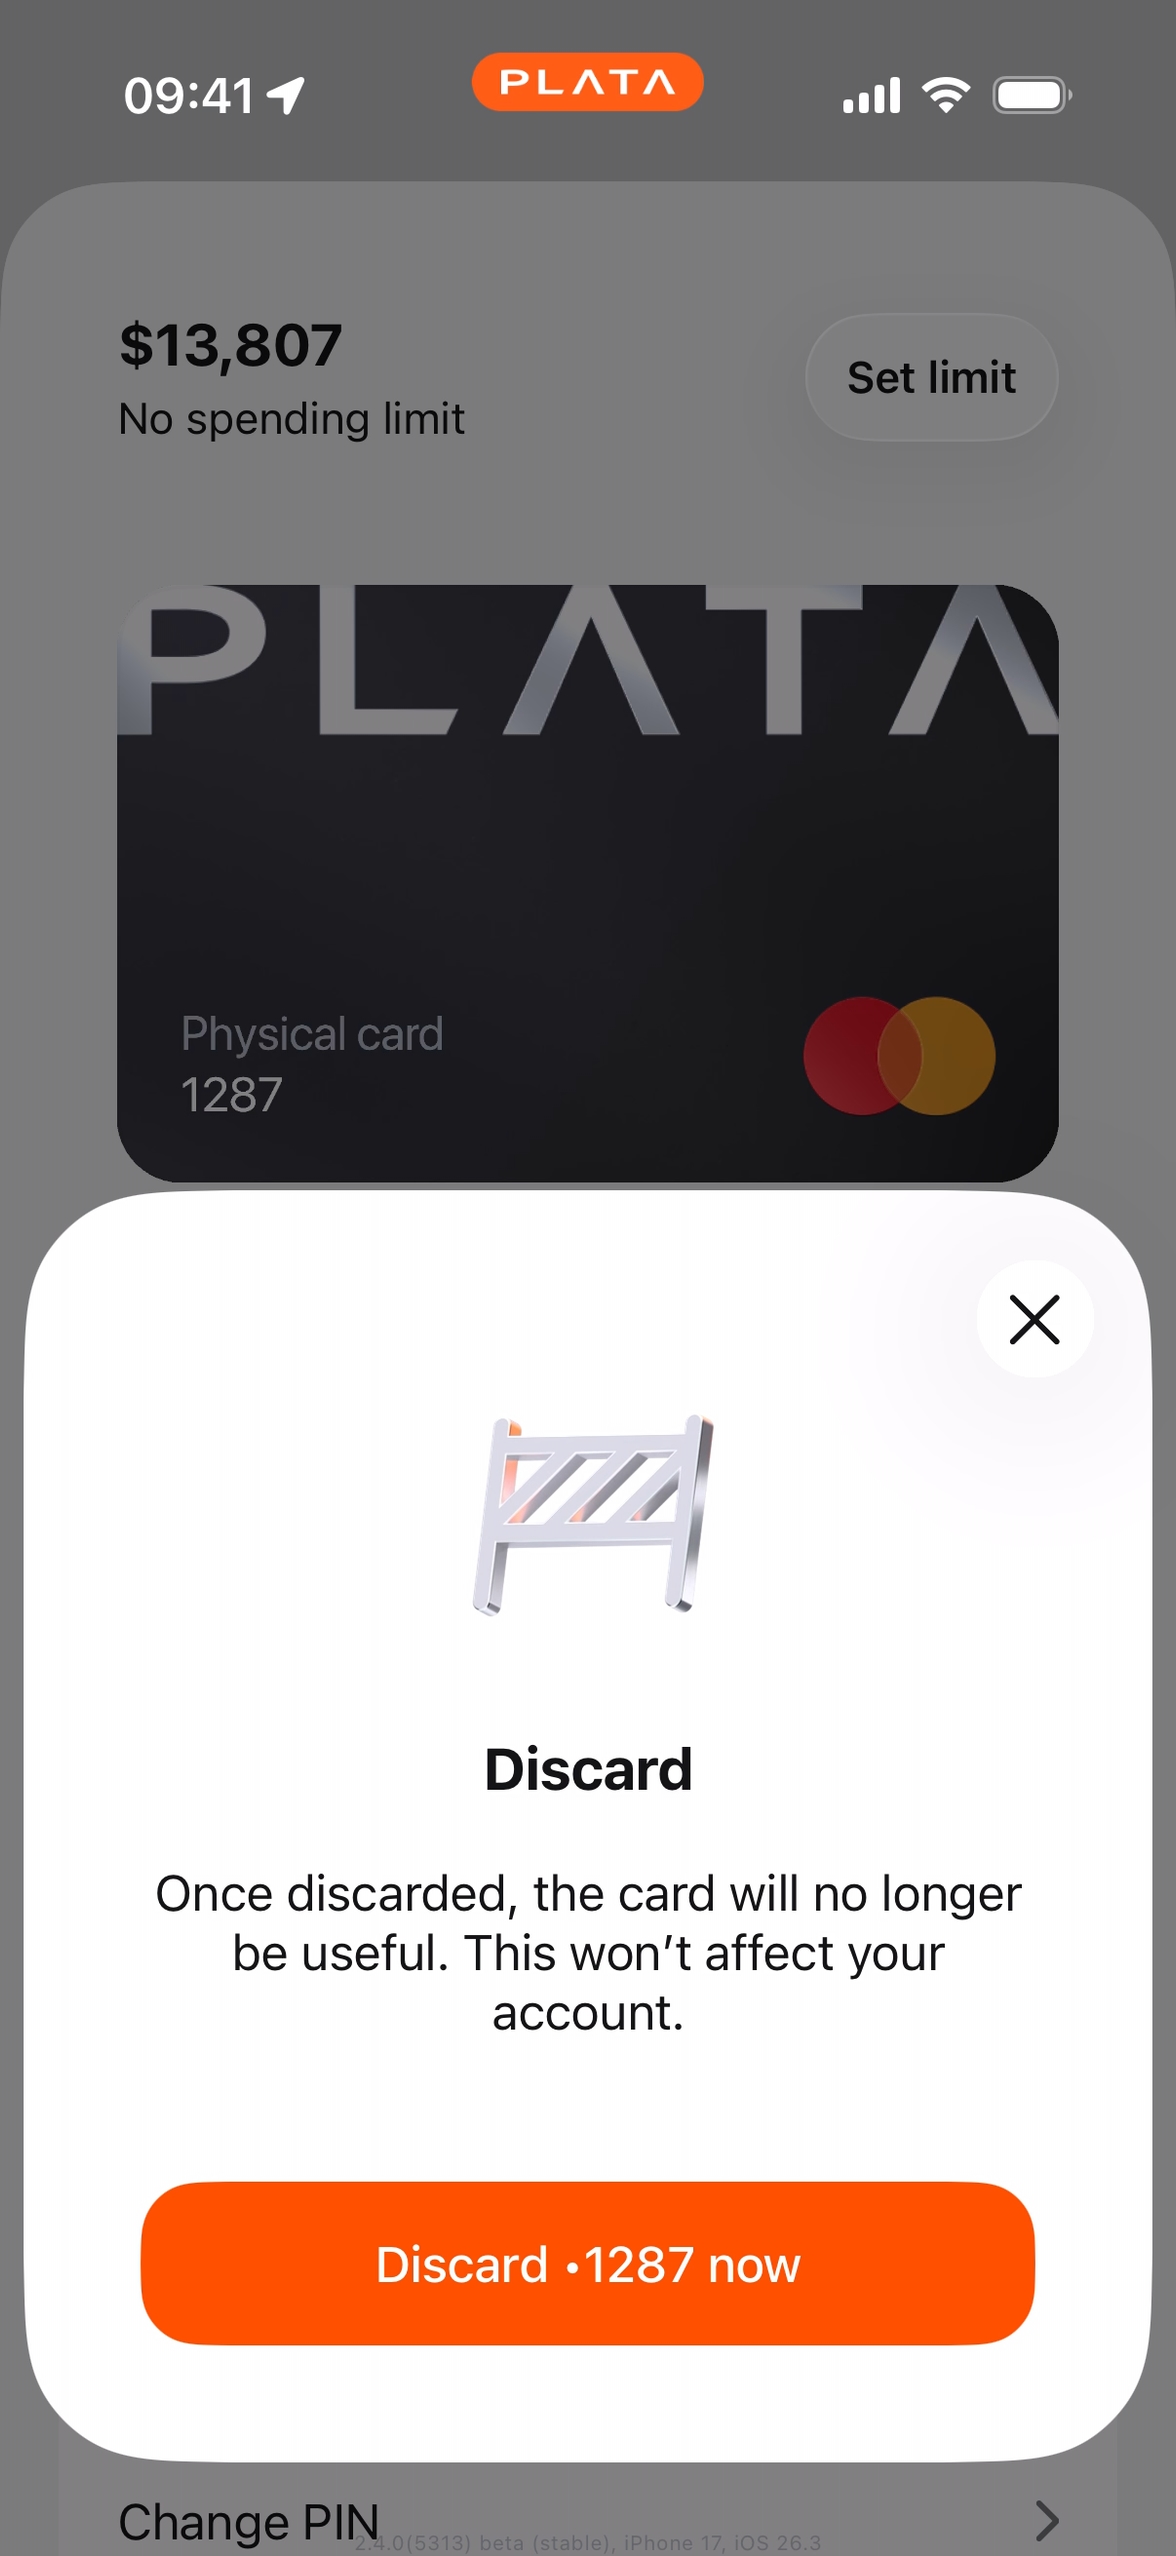 09:41
PLATA
$13,807
No spending limit
Set limit
PLATA
Physical card
1287
Discard
Once discarded, the card will no longer
be useful. This won’t affect your
account.
Discard •1287 now
Change PIN
2.4.0(5313) beta (stable), iPhone 17, iOS 26.3